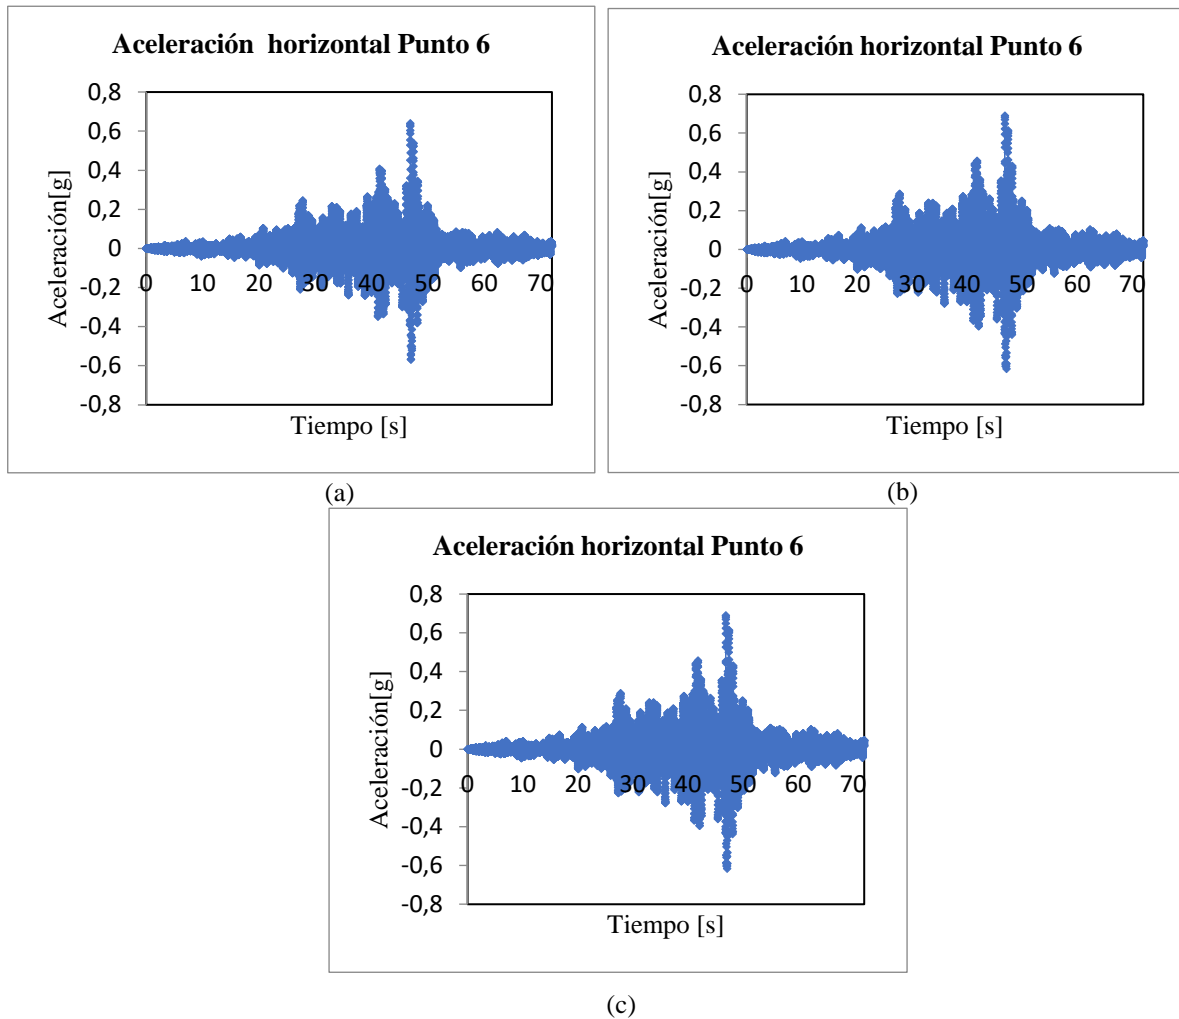 Aceleración  horizontal Punto 6
0,8
0,6
0,4
0,2
0
-0,2
-0,4
-0,6
-0,8
0 10 20 30 40 50 60 70
Aceleración[g]
Tiempo [s]
(a)
Aceleración horizontal Punto 6
0,8
0,6
0,4
0,2
0
-0,2
-0,4
-0,6
-0,8
0 10 20 30 40 50 60 70
Aceleración[g]
Tiempo [s]
(b)
Aceleración horizontal Punto 6
0,8
0,6
0,4
0,2
0
-0,2
-0,4
-0,6
-0,8
0 10 20 30 40 50 60 70
Aceleración[g]
Tiempo [s]
(c)